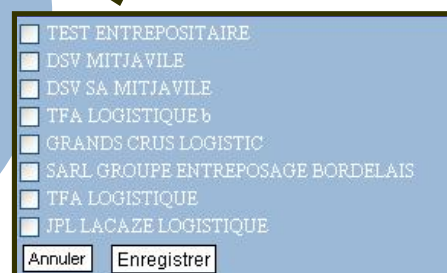 TEST ENTREPOSITAIRE
DSV MITJAVILE
DSV SA MITJAVILE
TFA LOGISTIQUE b
GRANDS CRUS LOGISTIC
SARL GROUPE ENTREPOSAGE BORDELAIS
TFA LOGISTIQUE
JPL LACAZE LOGISTIQUE
Annuler Enregistrer